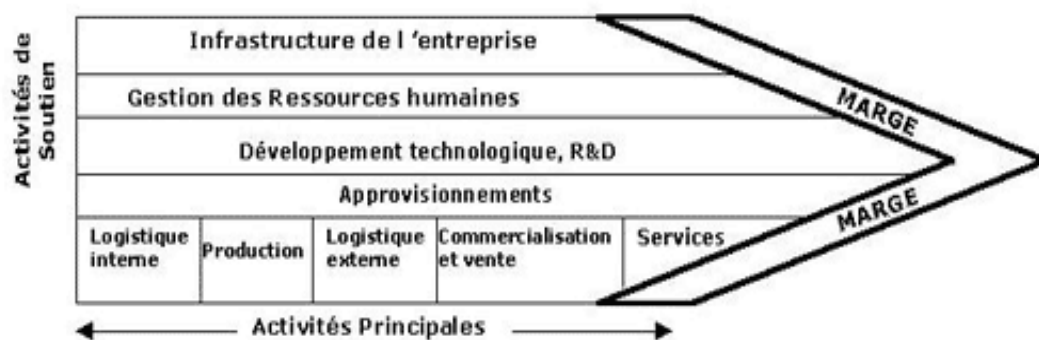 Activités de
Soutien
Infrastructure de l 'entreprise
Gestion des Ressources humaines
Développement technologique, R&D
Approvisionnements
MARGE
MARGE
Logistique
interne
Production
Logistique
externe
Commercialisation
et vente
Services
Activités Principales